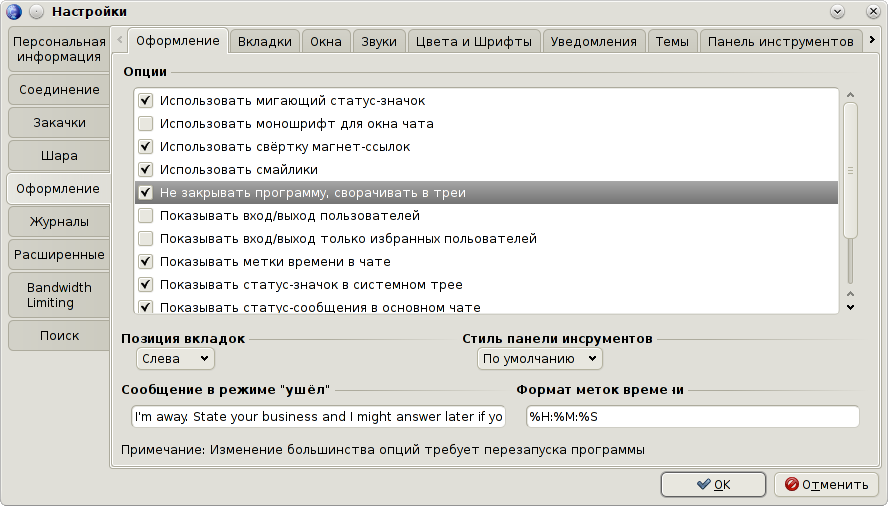 Настройки
Персональная
информация
Соединение
Закачки
Шара
Оформление
Журналы
Расширенные
Bandwidth
Limiting
Поиск
Оформление Вкладки Окна Звуки Цвета и Шрифты Уведомления Темы Панель инструментов
Опции
Использовать мигающий статус-значок
Использовать моношрифт для окна чата
Использовать свёртку магнет-ссылок
Использовать смайлики
Не закрывать программу, сворачивать в треи
Показывать вход/выход пользователей
Показывать вход/выход только избранных польователей
Показывать метки времени в чате
Показывать статус-значок в системном трее
Показывать статус-сообщения в основном чате
Позиция вкладок Стиль панели инсрументов
Слева По умолчанию
Сообщение в режиме "ушёл" Формат меток времени
I'm away. State your business and I might answer later if yo %H:%M:%S
Примечание: Изменение большинства опций требует перезапуска программы
OK Отменить